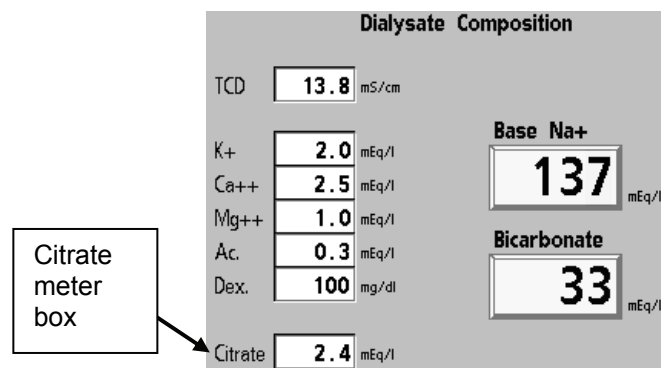 Dialysate Composition
TCD 13.8 mS/cm
K+ 2.0 mEq/l
Ca++ 2.5 mEq/l
Mg++ 1.0 mEq/l
Ac. 0.3 mEq/l
Dex. 100 mg/dl
Citrate 2.4 mEq/l
Base Na+
137 mEq/l
Bicarbonate
33 mEq/l
Citrate
meter
box